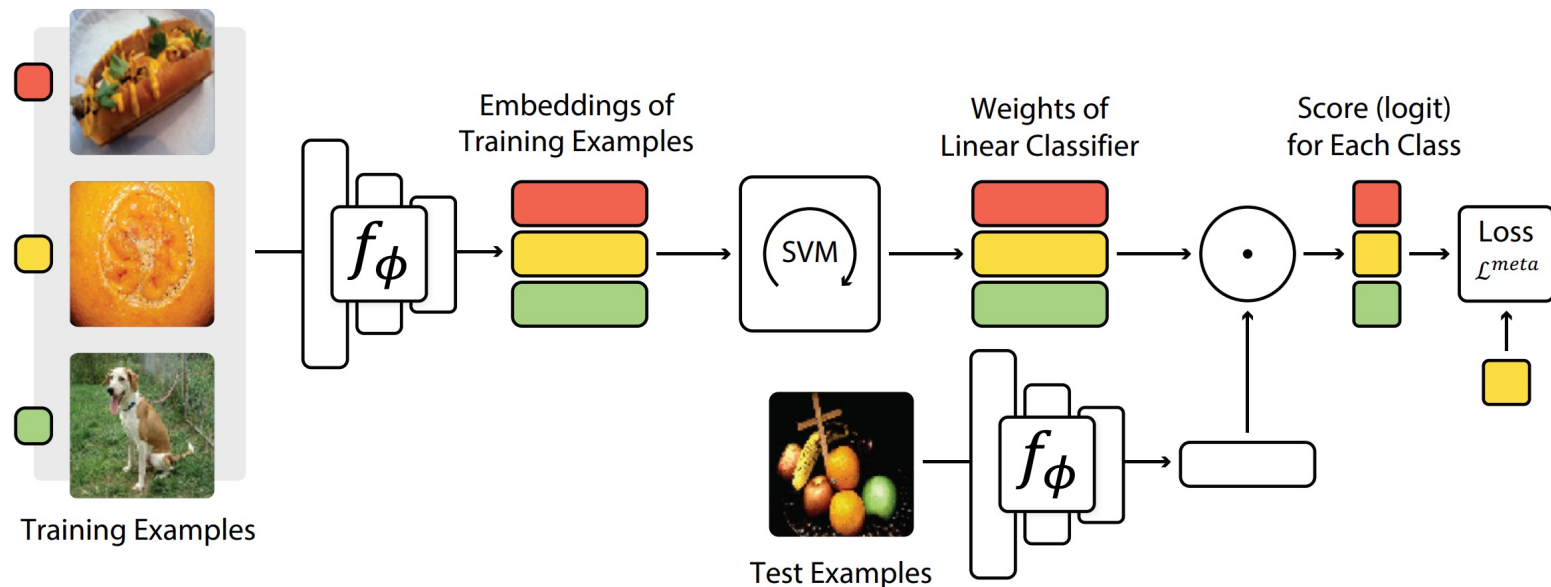 Training Examples
f_ϕ
Embeddings of
Training Examples
SVM
Weights of
Linear Classifier
Score (logit)
for Each Class
Loss
ℒ^meta
Test Examples
f_ϕ